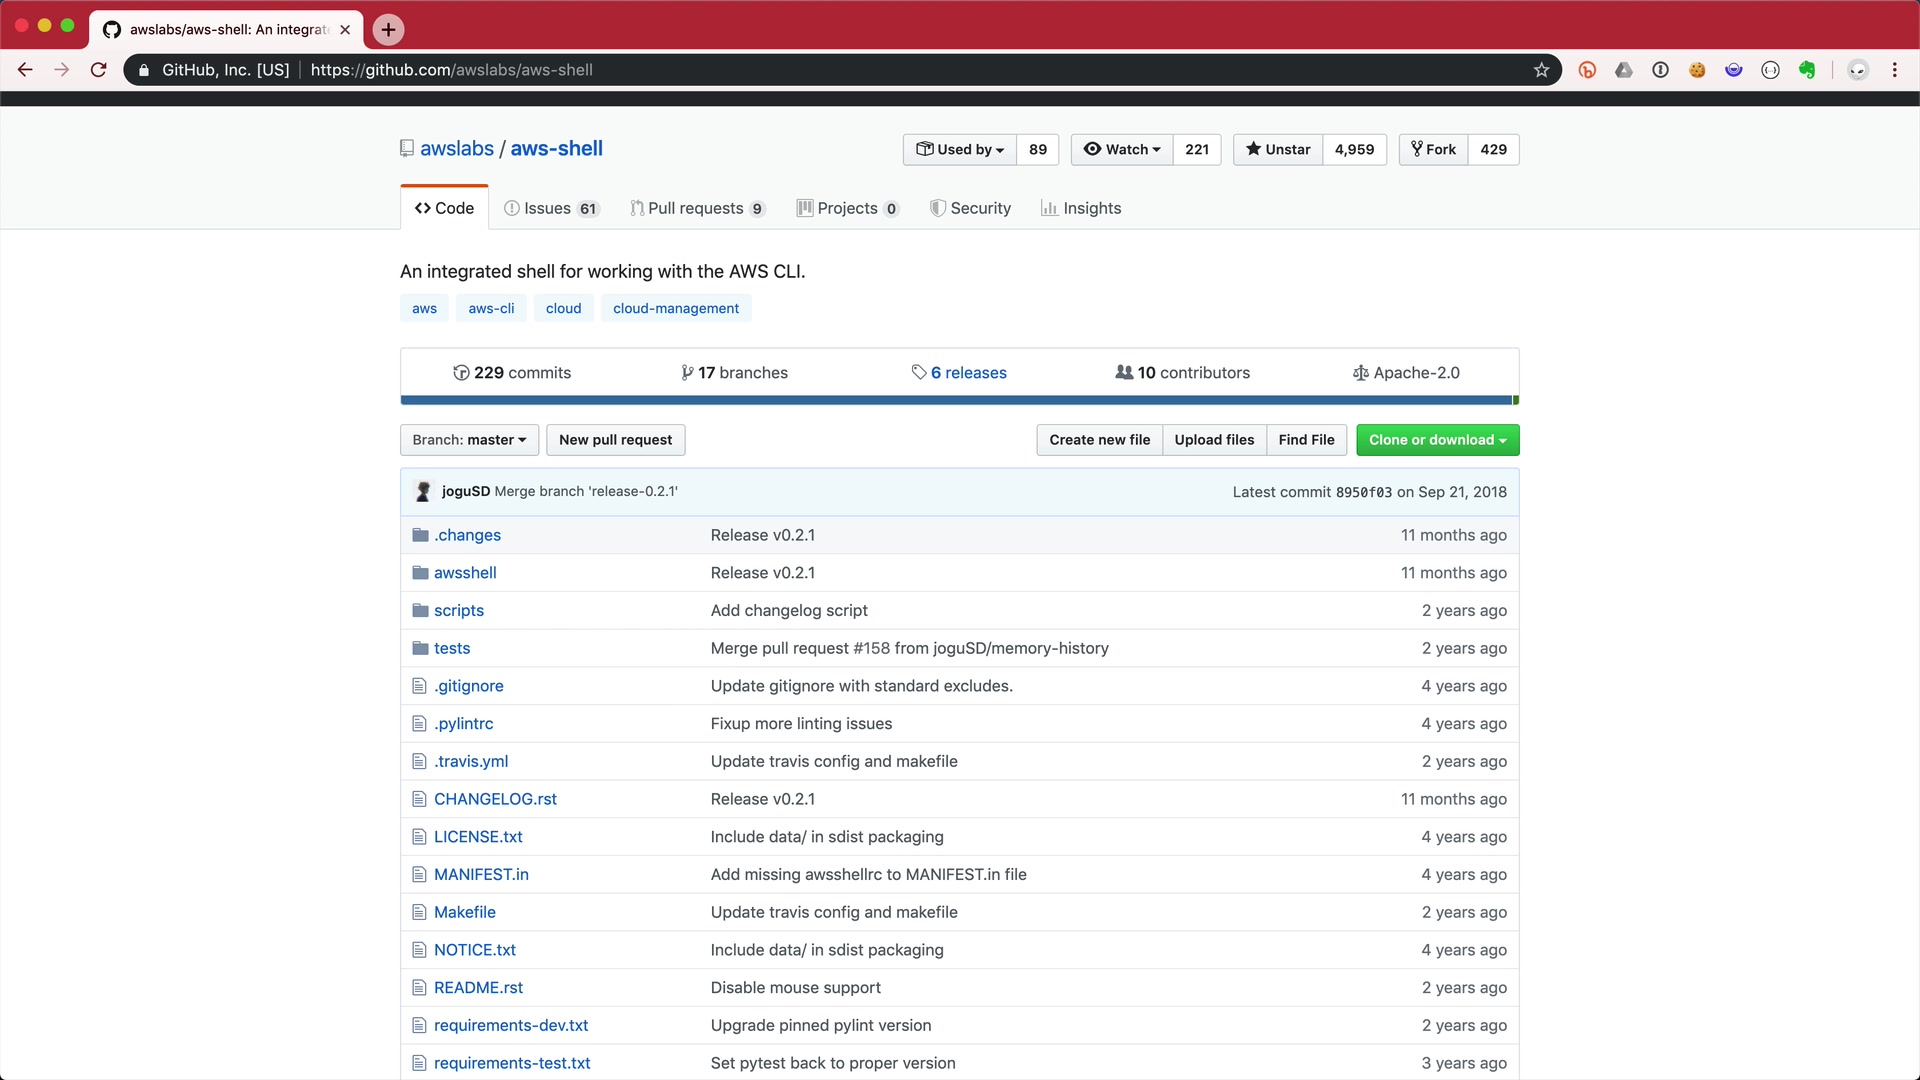 awslabs/aws-shell: An integrat
GitHub, Inc. [US] https://github.com/awslabs/aws-shell
awslabs / aws-shell
Used by 89 Watch 221 Unstar 4,959 Fork 429
Code Issues 61 Pull requests 9 Projects 0 Security Insights
An integrated shell for working with the AWS CLI.
aws aws-cli cloud cloud-management
229 commits 17 branches 6 releases 10 contributors Apache-2.0
Branch: master New pull request Create new file Upload files Find File Clone or download
joguSD Merge branch 'release-0.2.1' Latest commit 8950f03 on Sep 21, 2018
.changes Release v0.2.1 11 months ago
awsshell Release v0.2.1 11 months ago
scripts Add changelog script 2 years ago
tests Merge pull request #158 from joguSD/memory-history 2 years ago
.gitignore Update gitignore with standard excludes. 4 years ago
.pylintrc Fixup more linting issues 4 years ago
.travis.yml Update travis config and makefile 2 years ago
CHANGELOG.rst Release v0.2.1 11 months ago
LICENSE.txt Include data/ in sdist packaging 4 years ago
MANIFEST.in Add missing awsshellrc to MANIFEST.in file 4 years ago
Makefile Update travis config and makefile 2 years ago
NOTICE.txt Include data/ in sdist packaging 4 years ago
README.rst Disable mouse support 2 years ago
requirements-dev.txt Upgrade pinned pylint version 2 years ago
requirements-test.txt Set pytest back to proper version 3 years ago